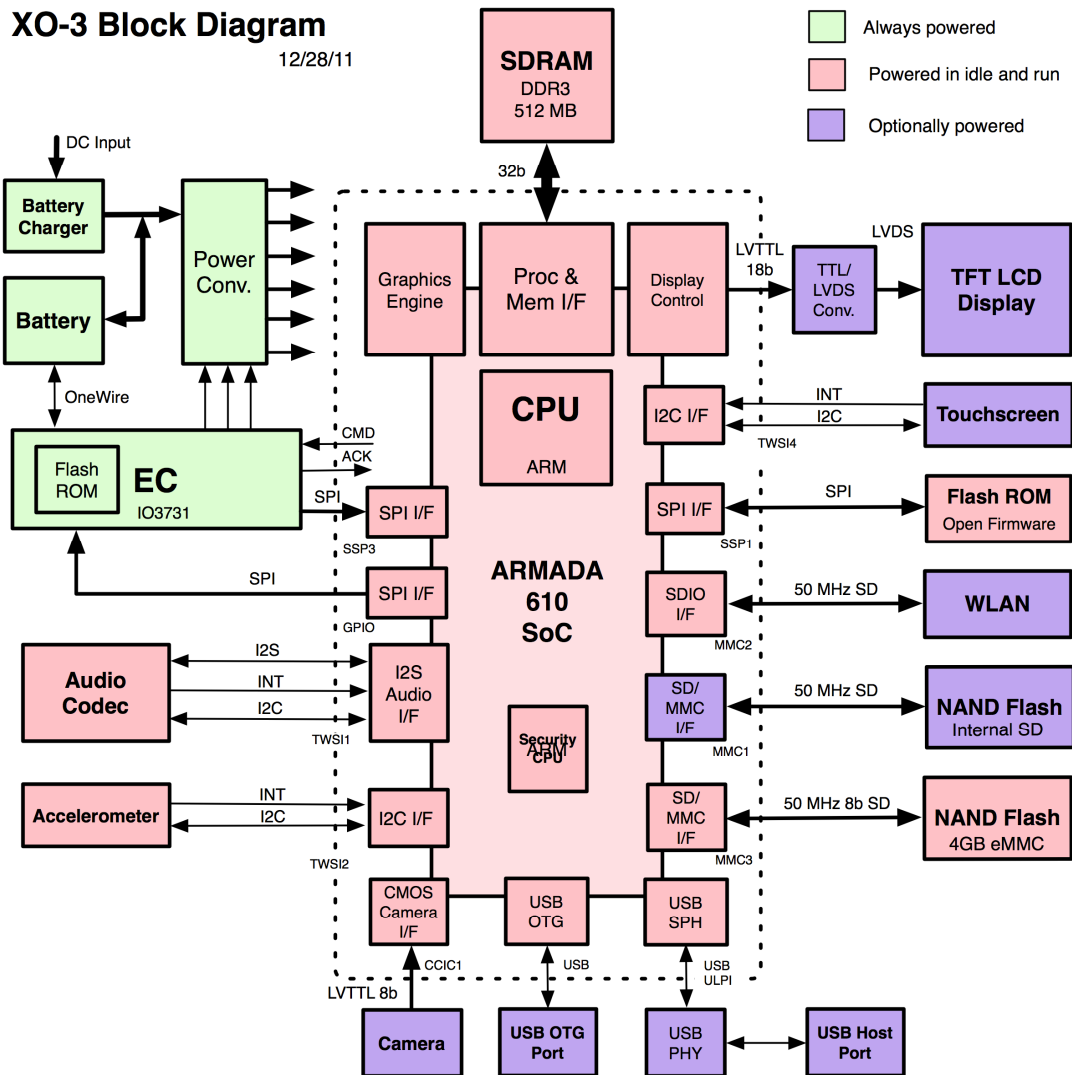 XO-3 Block Diagram
12/28/11
Always powered
Powered in idle and run
Optionally powered
SDRAM
DDR3
512 MB
32b
DC Input
Battery
Charger
Battery
Power
Conv.
OneWire
Flash
ROM
EC
IO3731
CMD
ACK
SPI
SPI
Graphics
Engine
Proc &
Mem I/F
Display
Control
LVTTL
18b
TTL/
LVDS
Conv.
LVDS
TFT LCD
Display
CPU
ARM
I2C I/F
INT
I2C
TWSI4
Touchscreen
SPI I/F
SSP3
SPI I/F
SPI
SSP1
Flash ROM
Open Firmware
SPI I/F
GPIO
ARMADA
610
SoC
SDIO
I/F
50 MHz SD
MMC2
WLAN
Audio
Codec
I2S
INT
I2C
I2S
Audio
I/F
TWSI1
SD/
MMC
I/F
50 MHz SD
MMC1
NAND Flash
Internal SD
Security
CPU
ARM
Accelerometer
INT
I2C
I2C I/F
TWSI2
SD/
MMC
I/F
50 MHz 8b SD
MMC3
NAND Flash
4GB eMMC
CMOS
Camera
I/F
USB
OTG
USB
SPH
CCIC1
LVTTL 8b
USB
USB
ULPI
Camera
USB OTG
Port
USB
PHY
USB Host
Port